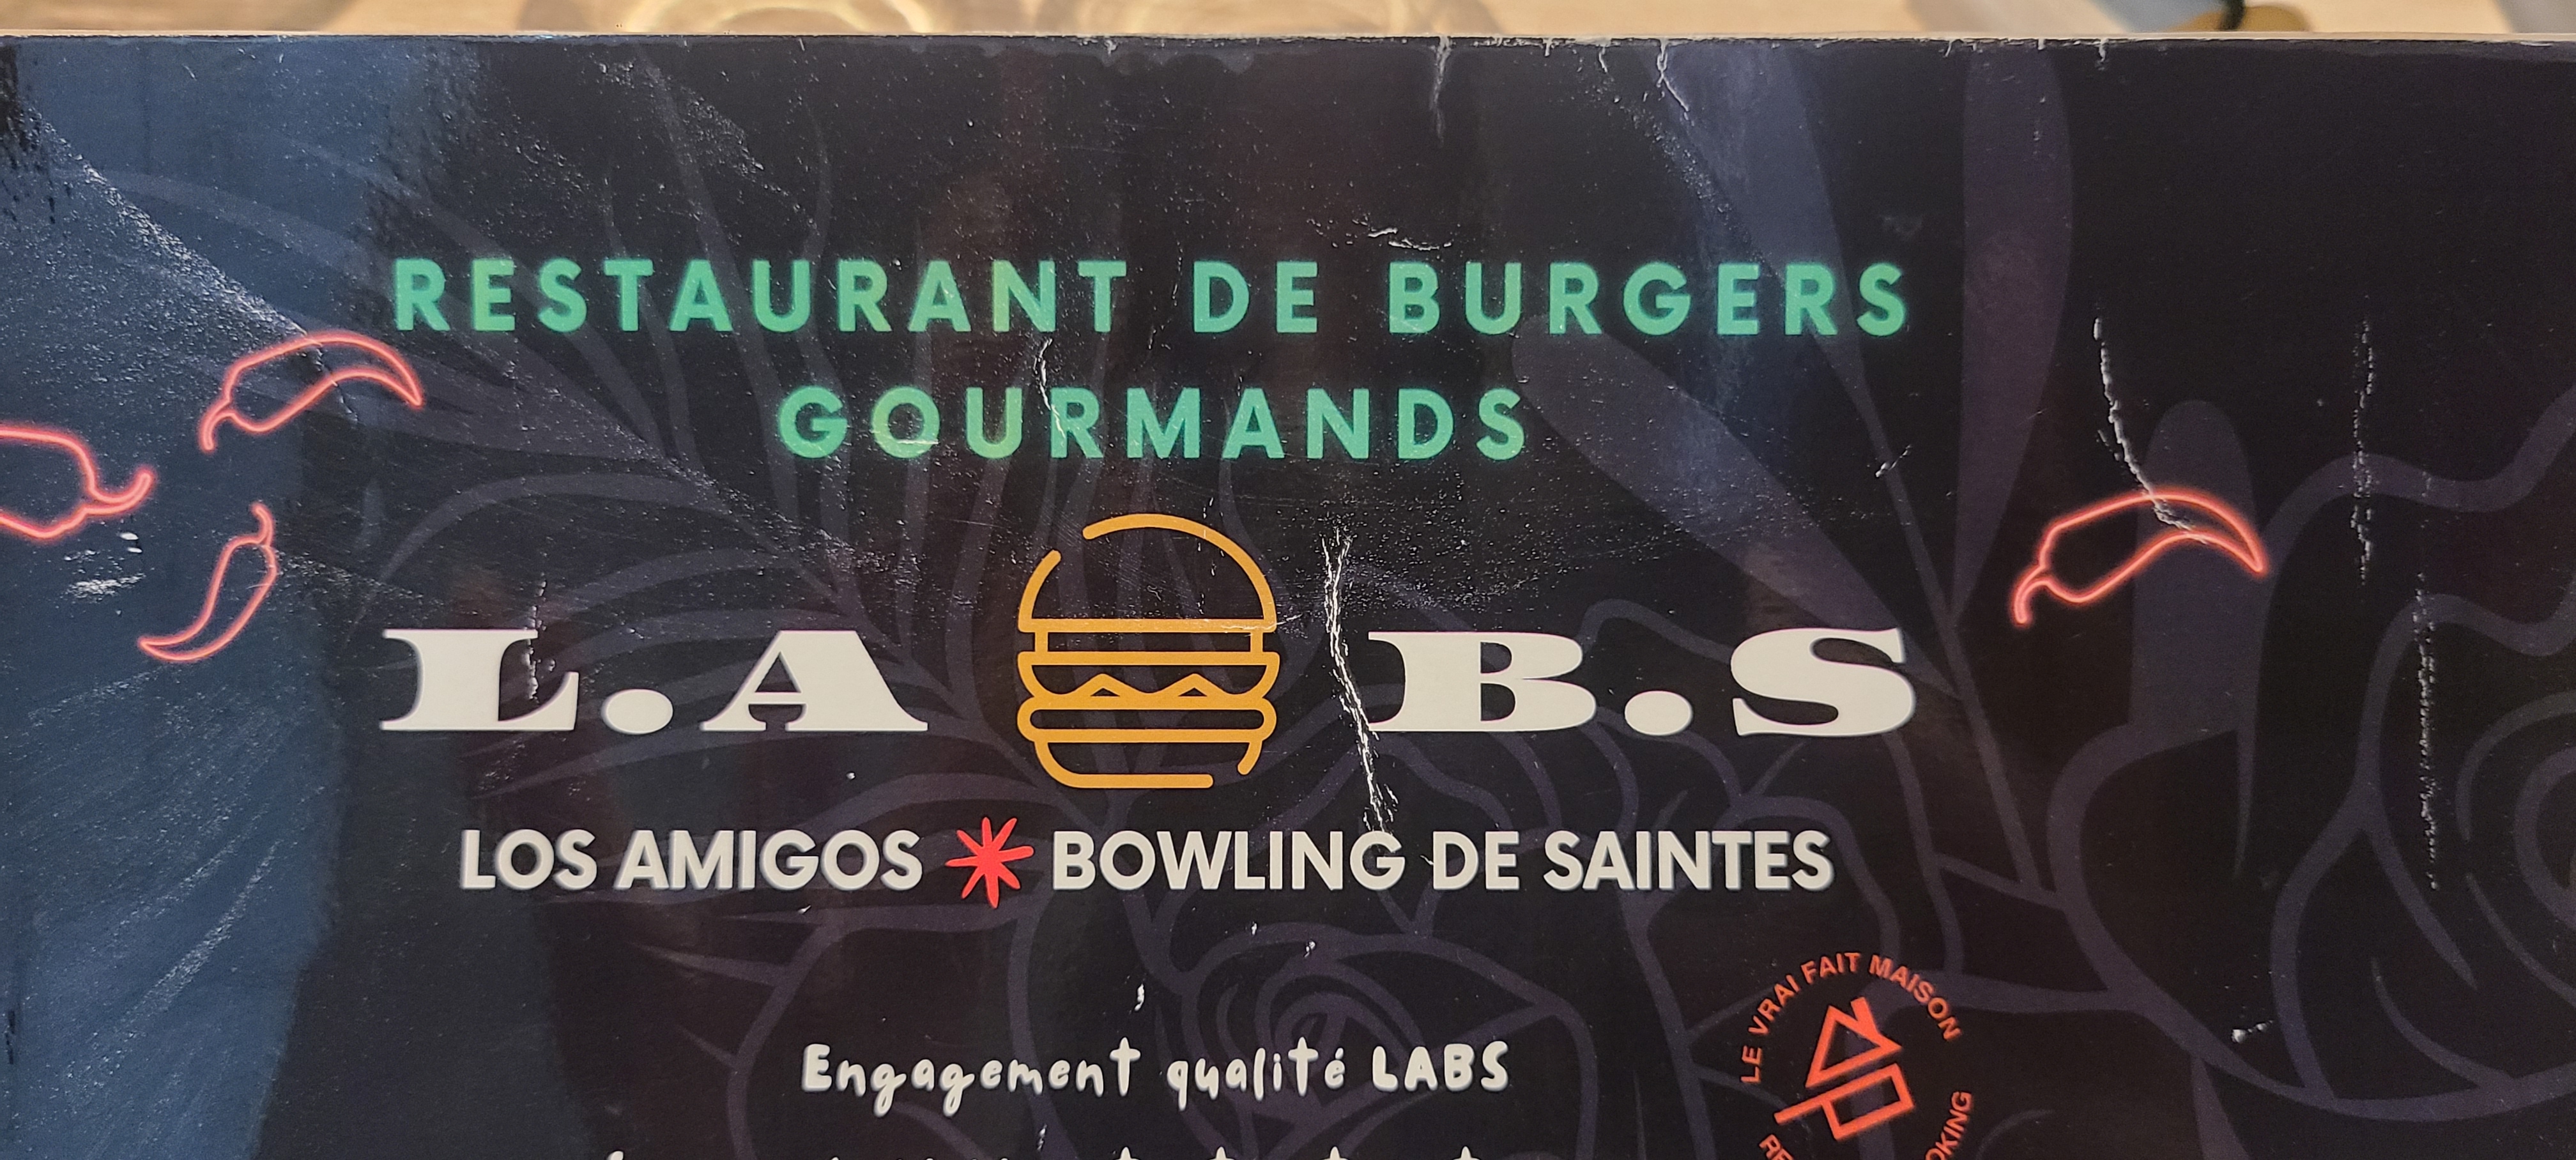 RESTAURANT DE BURGERS
GOURMANDS
L.A B.S
LOS AMIGOS BOWLING DE SAINTES
LE VRAI FAIT MAISON
Engagement qualité LABS